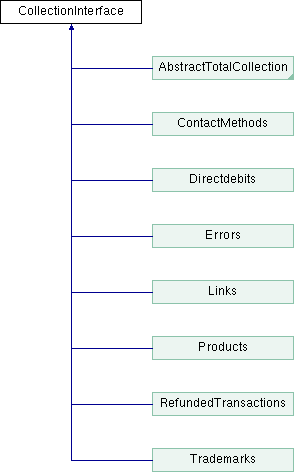 CollectionInterface
AbstractTotalCollection
ContactMethods
Directdebits
Errors
Links
Products
RefundedTransactions
Trademarks